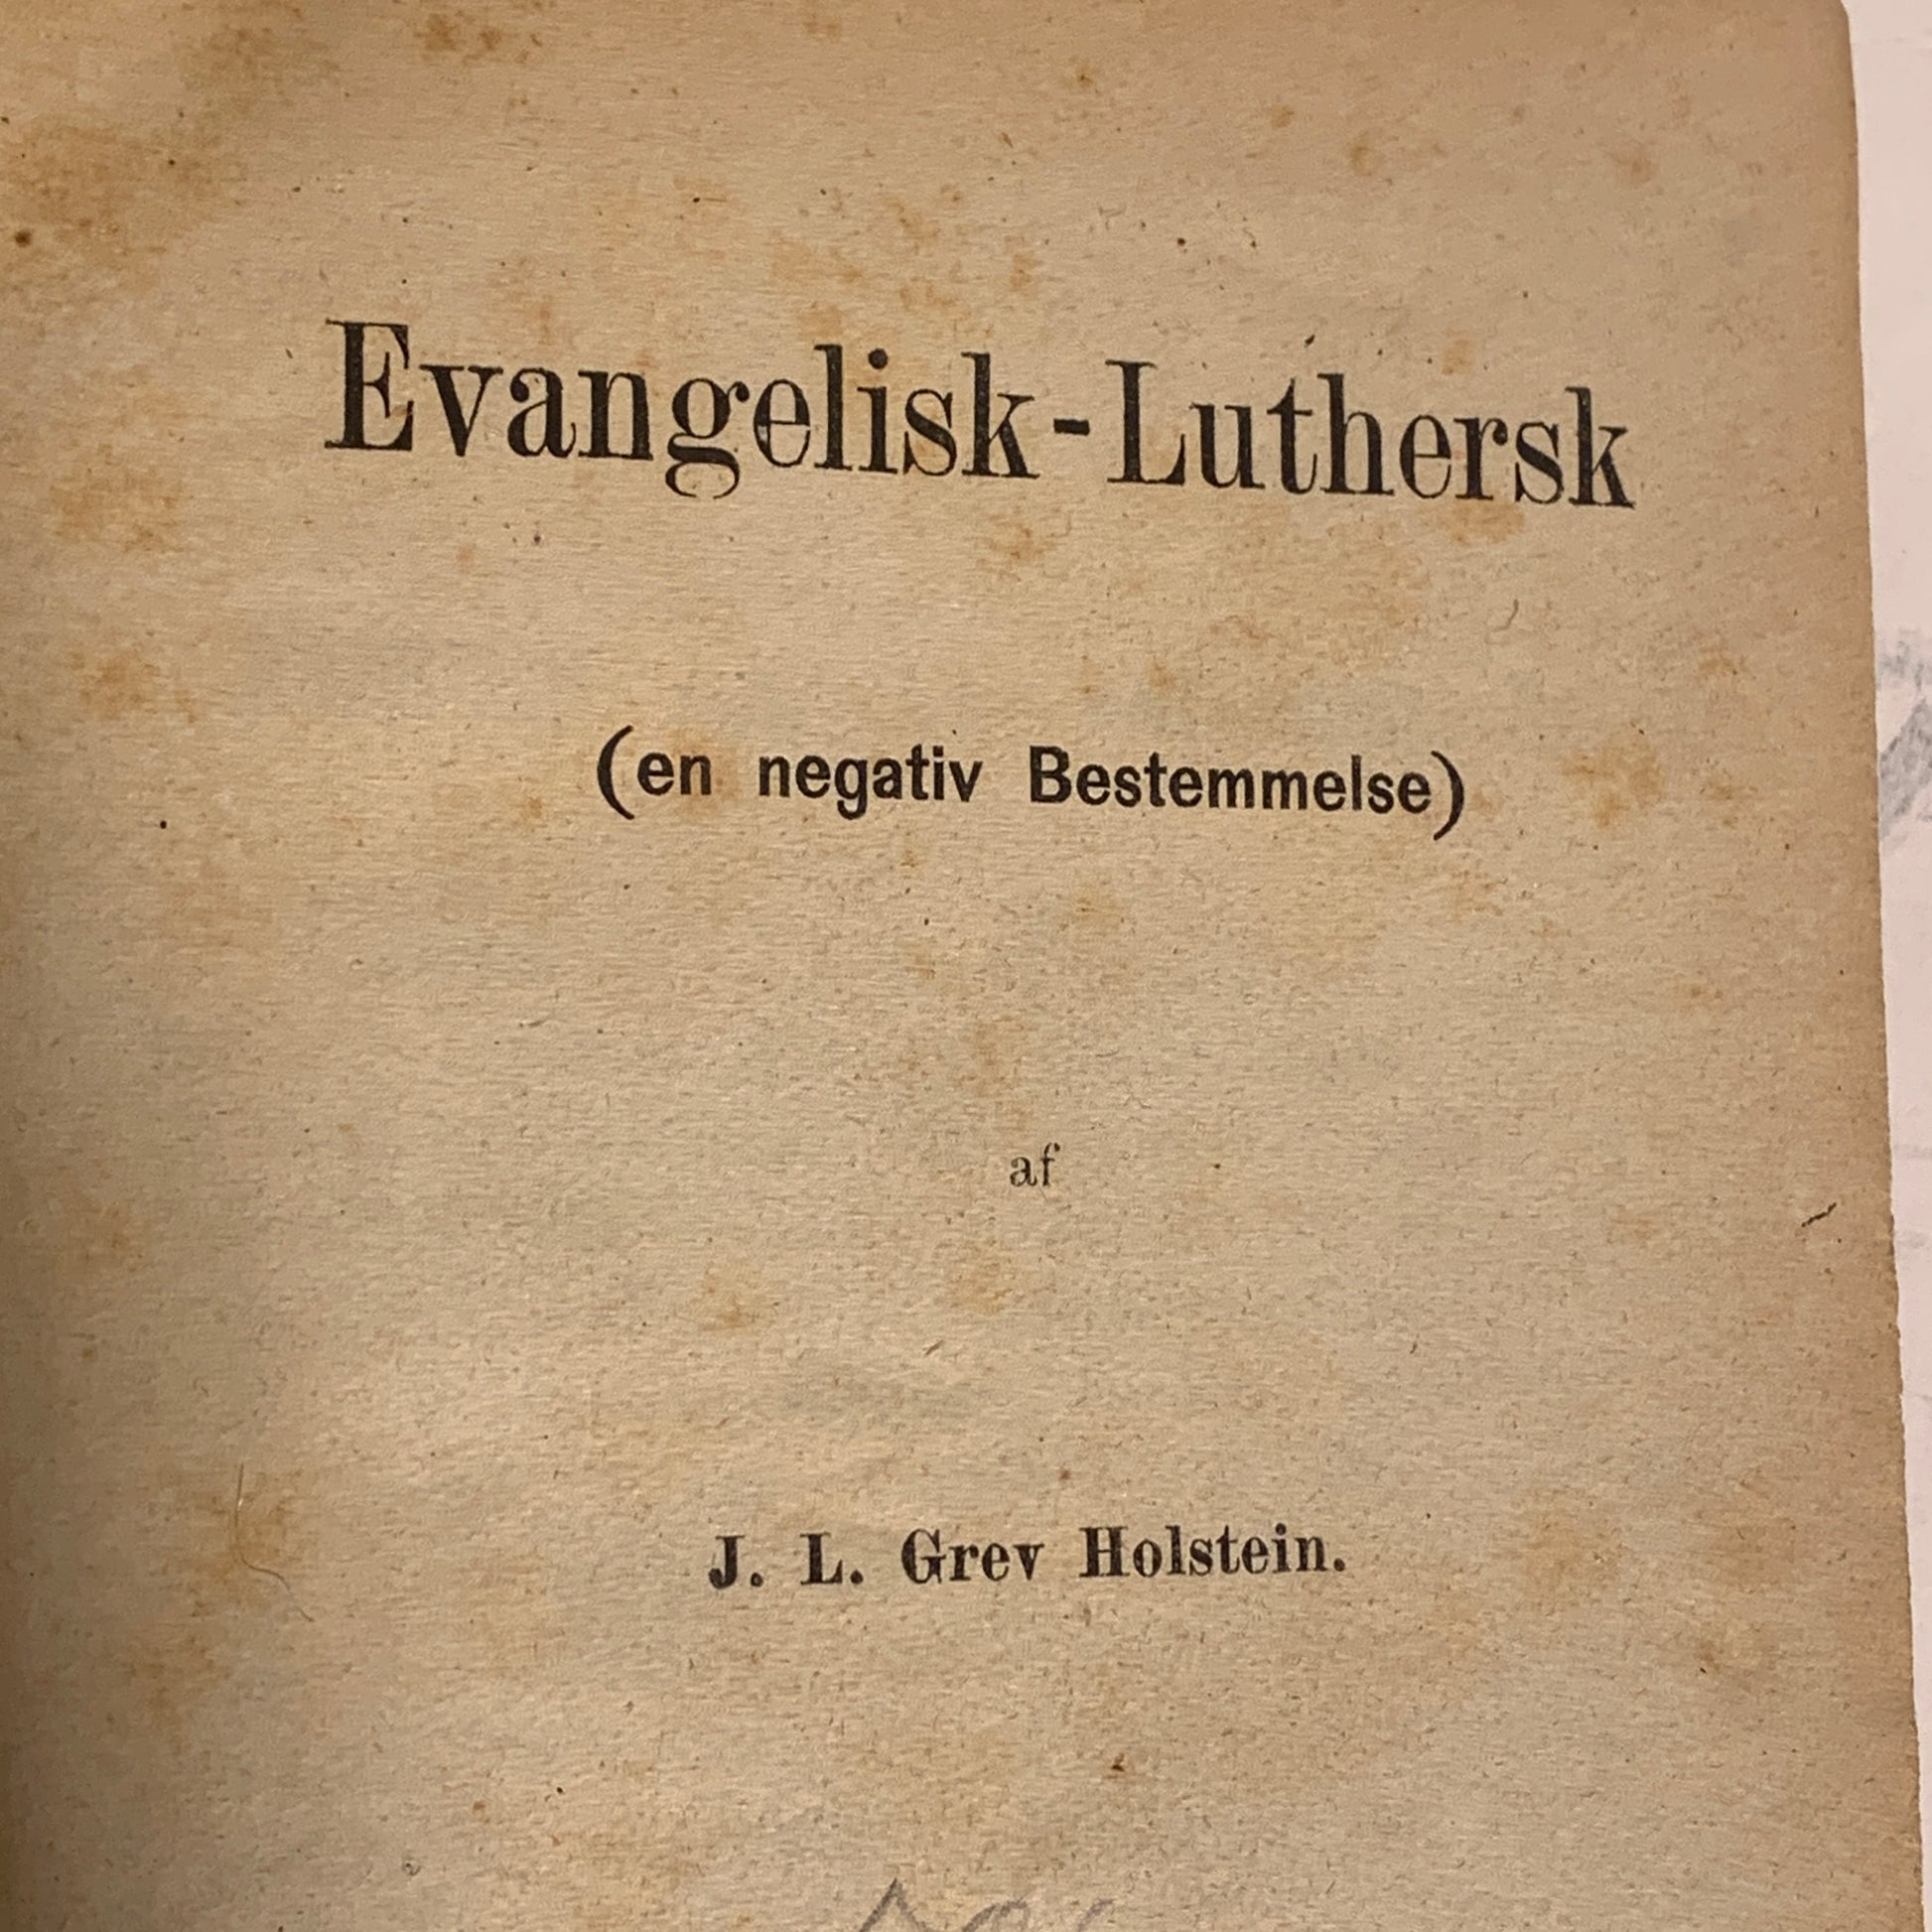 Evangelisk-Luthersk
(en negativ Bestemmelse)
af
J. L. Grev Holstein.